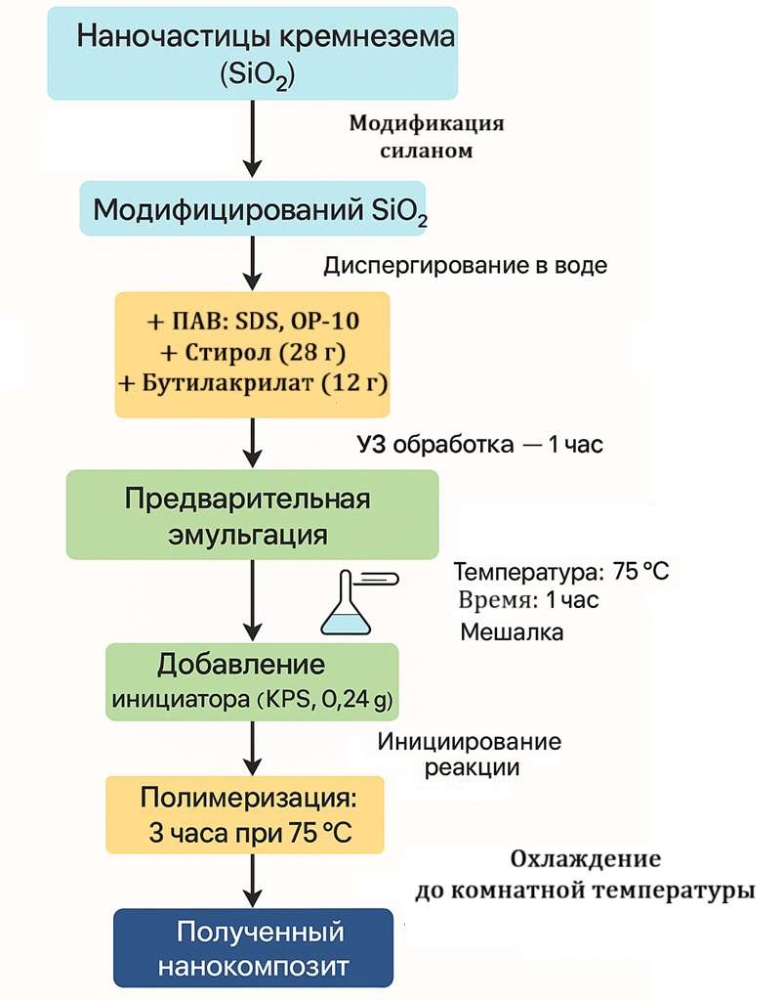 Наночастицы кремнезема
(SiO₂)
Модификация
силаном
Модифицирований SiO₂
Диспергирование в воде
+ ПАВ: SDS, OP-10
+ Стирол (28 г)
+ Бутилакрилат (12 г)
УЗ обработка — 1 час
Предварительная
эмульгация
Температура: 75 °C
Время: 1 час
Мешалка
Добавление
инициатора (KPS, 0,24 g)
Инициирование
реакции
Полимеризация:
3 часа при 75 °C
Охлаждение
до комнатной температуры
Полученный
нанокомпозит